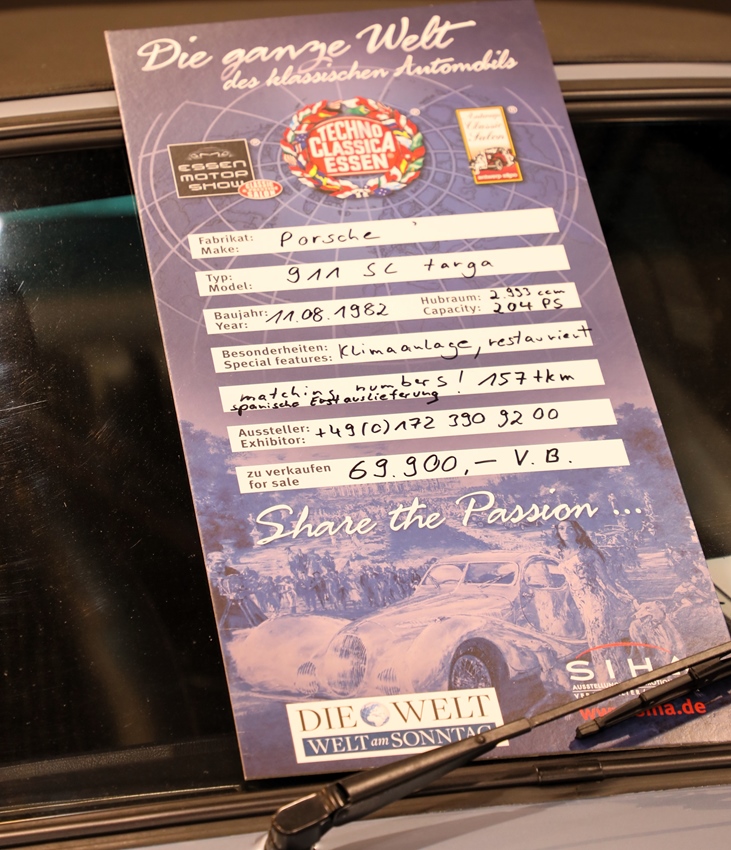 Die ganze Welt
des klassischen Automobils
ESSEN
MOTOR
SHOW
TECHNO
CLASSICA
ESSEN
Classic
Salon
Fabrikat:
Make:
Porsche
Typ:
Model:
911 SC targa
Baujahr:
Year:
11.08.1982
Hubraum:
Capacity:
2.993 ccm
204 PS
Besonderheiten:
Special features:
Klimaanlage, restauriert
matching numbers! 157tkm
spanische Erstauslieferung
Aussteller:
Exhibitor:
+49(0)172 390 92 00
zu verkaufen
for sale
69.900,– V.B.
Share the Passion ...
SIHA
AUSSTELLUNG
DIE WELT
WELT am SONNTAG